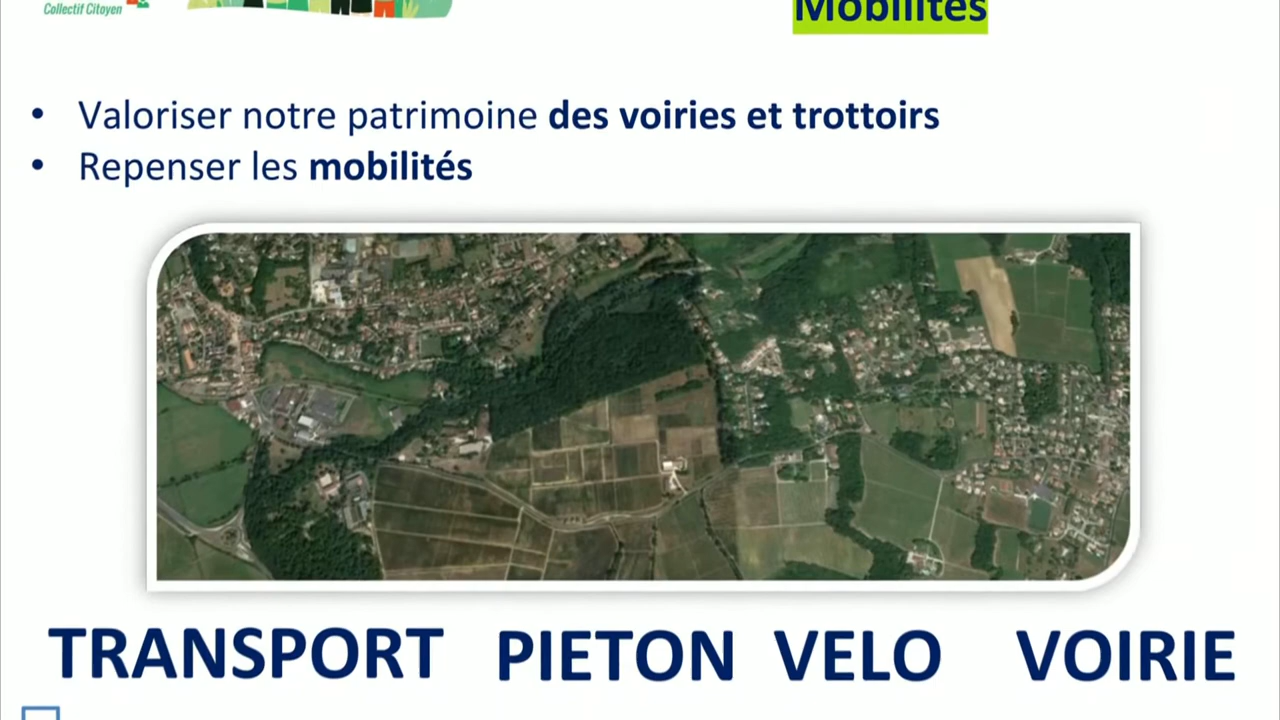 Collectif Citoyen
Mobilités
• Valoriser notre patrimoine des voiries et trottoirs
• Repenser les mobilités
TRANSPORT PIETON VELO VOIRIE